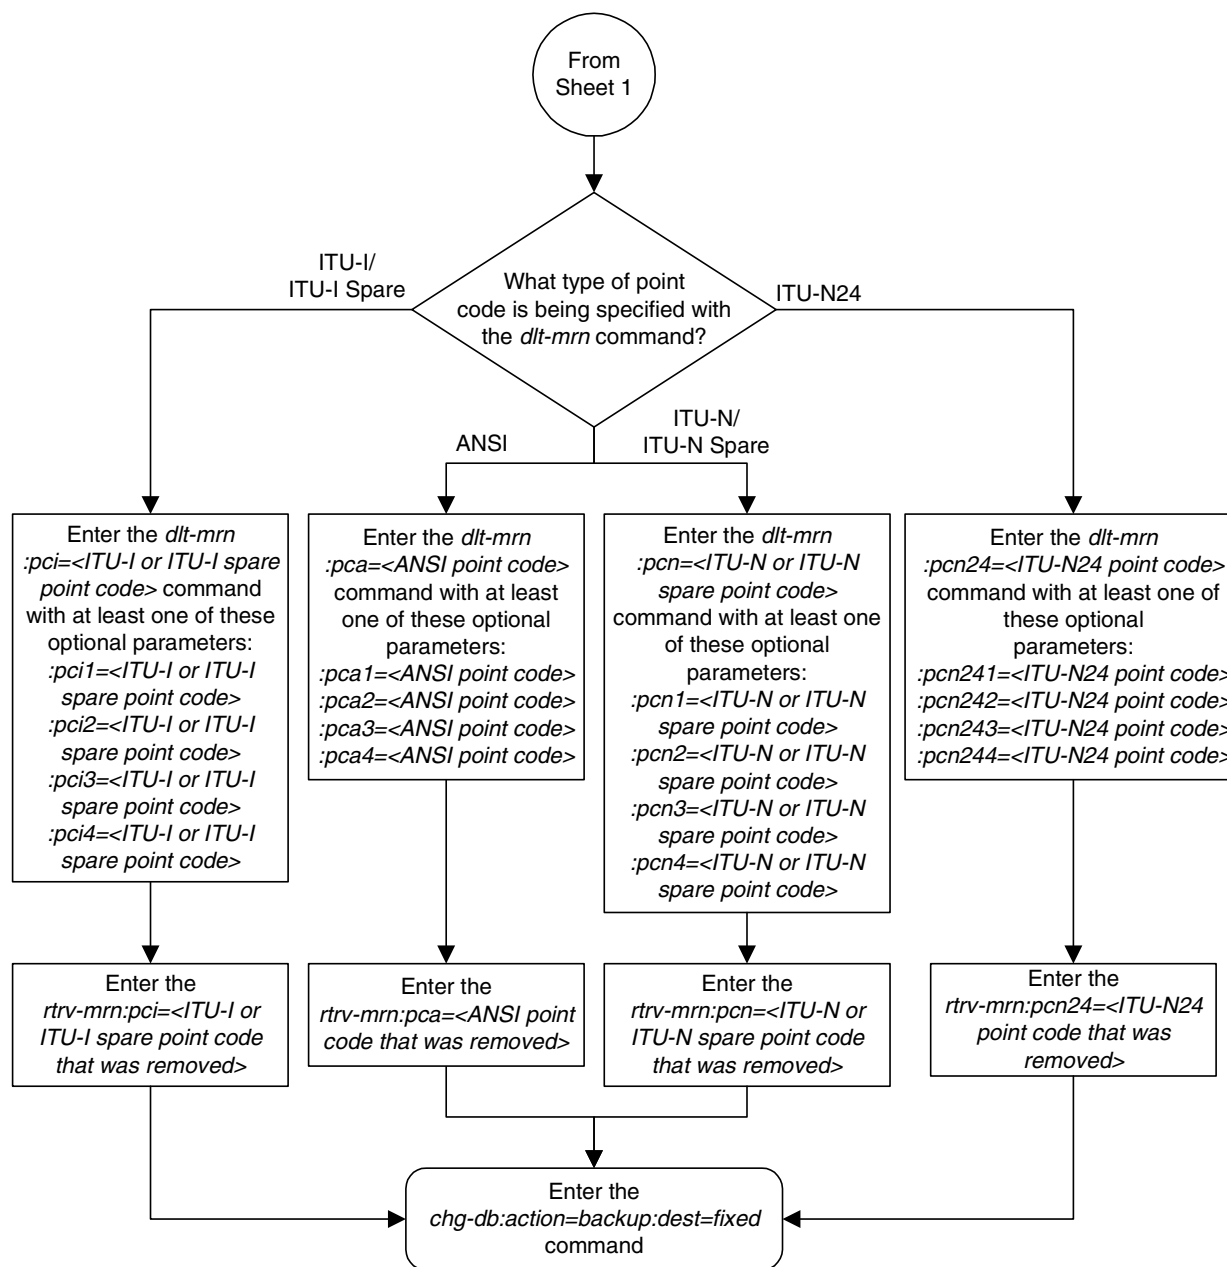 From
Sheet 1
What type of point
code is being specified with
the dlt-mrn command?
ITU-I/
ITU-I Spare
ITU-N24
ANSI
ITU-N/
ITU-N Spare
Enter the dlt-mrn
:pci=<ITU-I or ITU-I spare
point code> command
with at least one of these
optional parameters:
:pci1=<ITU-I or ITU-I
spare point code>
:pci2=<ITU-I or ITU-I
spare point code>
:pci3=<ITU-I or ITU-I
spare point code>
:pci4=<ITU-I or ITU-I
spare point code>
Enter the dlt-mrn
:pca=<ANSI point code>
command with at least
one of these optional
parameters:
:pca1=<ANSI point code>
:pca2=<ANSI point code>
:pca3=<ANSI point code>
:pca4=<ANSI point code>
Enter the dlt-mrn
:pcn=<ITU-N or ITU-N
spare point code>
command with at least one
of these optional
parameters:
:pcn1=<ITU-N or ITU-N
spare point code>
:pcn2=<ITU-N or ITU-N
spare point code>
:pcn3=<ITU-N or ITU-N
spare point code>
:pcn4=<ITU-N or ITU-N
spare point code>
Enter the dlt-mrn
:pcn24=<ITU-N24 point code>
command with at least one of
these optional
parameters:
:pcn241=<ITU-N24 point code>
:pcn242=<ITU-N24 point code>
:pcn243=<ITU-N24 point code>
:pcn244=<ITU-N24 point code>
Enter the
rtrv-mrn:pci=<ITU-I or
ITU-I spare point code
that was removed>
Enter the
rtrv-mrn:pca=<ANSI point
code that was removed>
Enter the
rtrv-mrn:pcn=<ITU-N or
ITU-N spare point code
that was removed>
Enter the
rtrv-mrn:pcn24=<ITU-N24
point code that was
removed>
Enter the
chg-db:action=backup:dest=fixed
command